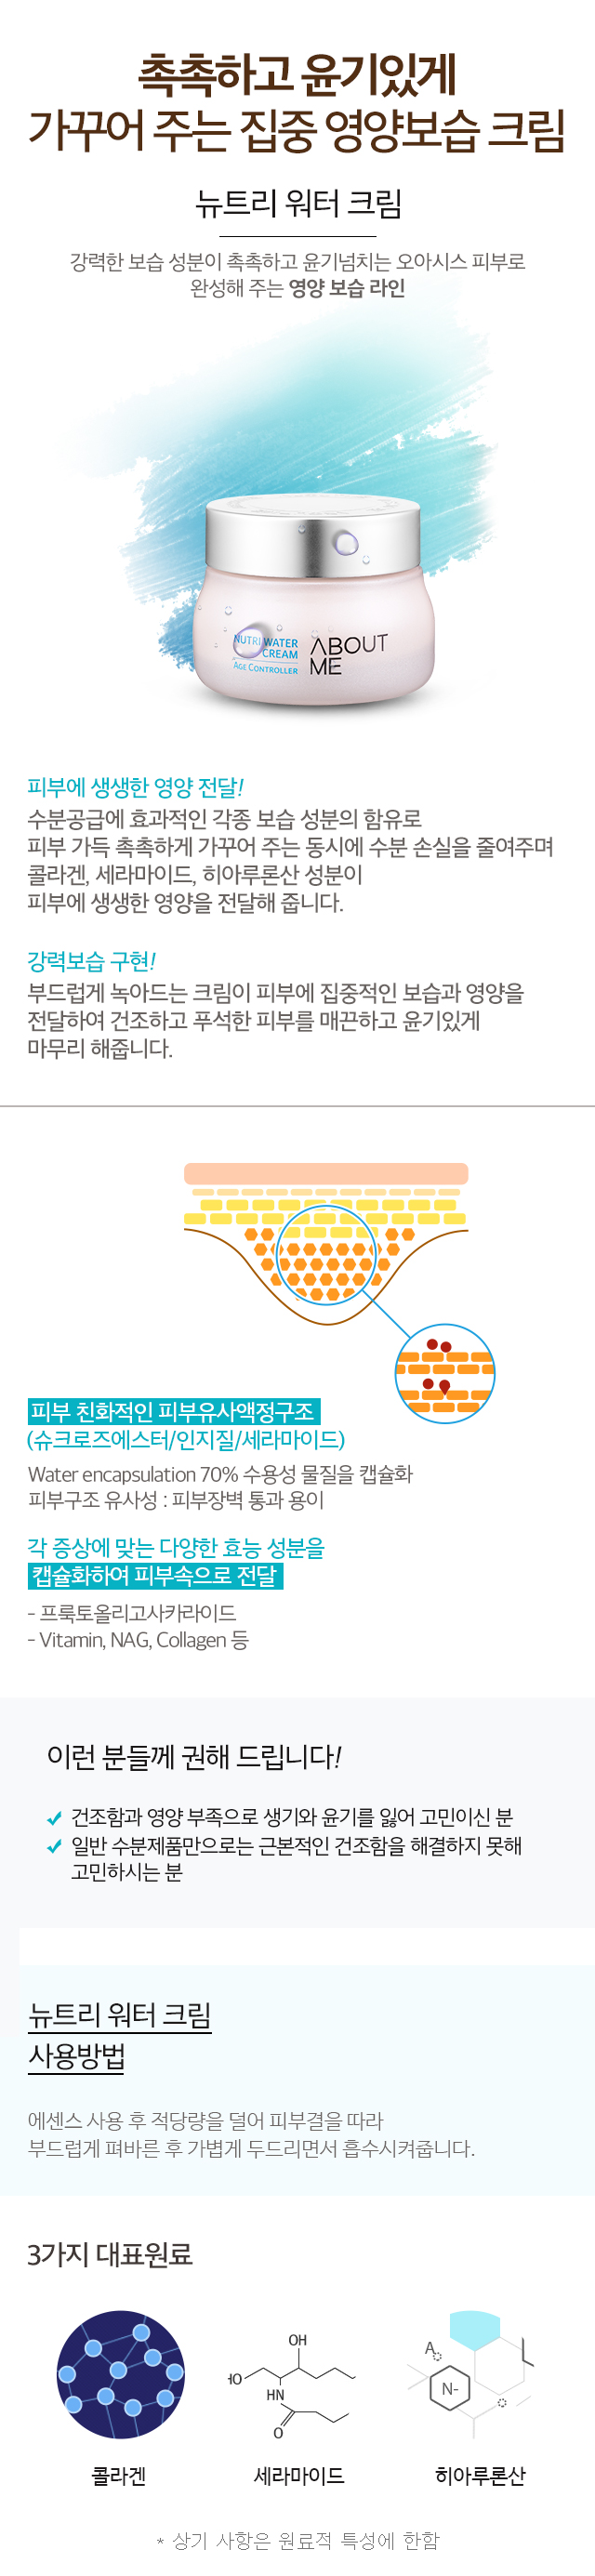 촉촉하고 윤기있게
가꾸어 주는 집중 영양보습 크림
뉴트리 워터 크림
강력한 보습 성분이 촉촉하고 윤기넘치는 오아시스 피부로
완성해 주는 영양 보습 라인
NUTRI WATER
CREAM
AGE CONTROLLER
ABOUT
ME
피부에 생생한 영양 전달!
수분공급에 효과적인 각종 보습 성분의 함유로
피부 가득 촉촉하게 가꾸어 주는 동시에 수분 손실을 줄여주며
콜라겐, 세라마이드, 히아루론산 성분이
피부에 생생한 영양을 전달해 줍니다.
강력보습 구현!
부드럽게 녹아드는 크림이 피부에 집중적인 보습과 영양을
전달하여 건조하고 푸석한 피부를 매끈하고 윤기있게
마무리 해줍니다.
피부 친화적인 피부유사액정구조
(슈크로즈에스터/인지질/세라마이드)
Water encapsulation 70% 수용성 물질을 캡슐화
피부구조 유사성 : 피부장벽 통과 용이
각 증상에 맞는 다양한 효능 성분을
캡슐화하여 피부속으로 전달
- 프룩토올리고사카라이드
- Vitamin, NAG, Collagen 등
이런 분들께 권해 드립니다!
건조함과 영양 부족으로 생기와 윤기를 잃어 고민이신 분
일반 수분제품만으로는 근본적인 건조함을 해결하지 못해
고민하시는 분
뉴트리 워터 크림
사용방법
에센스 사용 후 적당량을 덜어 피부결을 따라
부드럽게 펴바른 후 가볍게 두드리면서 흡수시켜줍니다.
3가지 대표원료
OH
HO
HN
O
A
N-
콜라겐
세라마이드
히아루론산
* 상기 사항은 원료적 특성에 한함